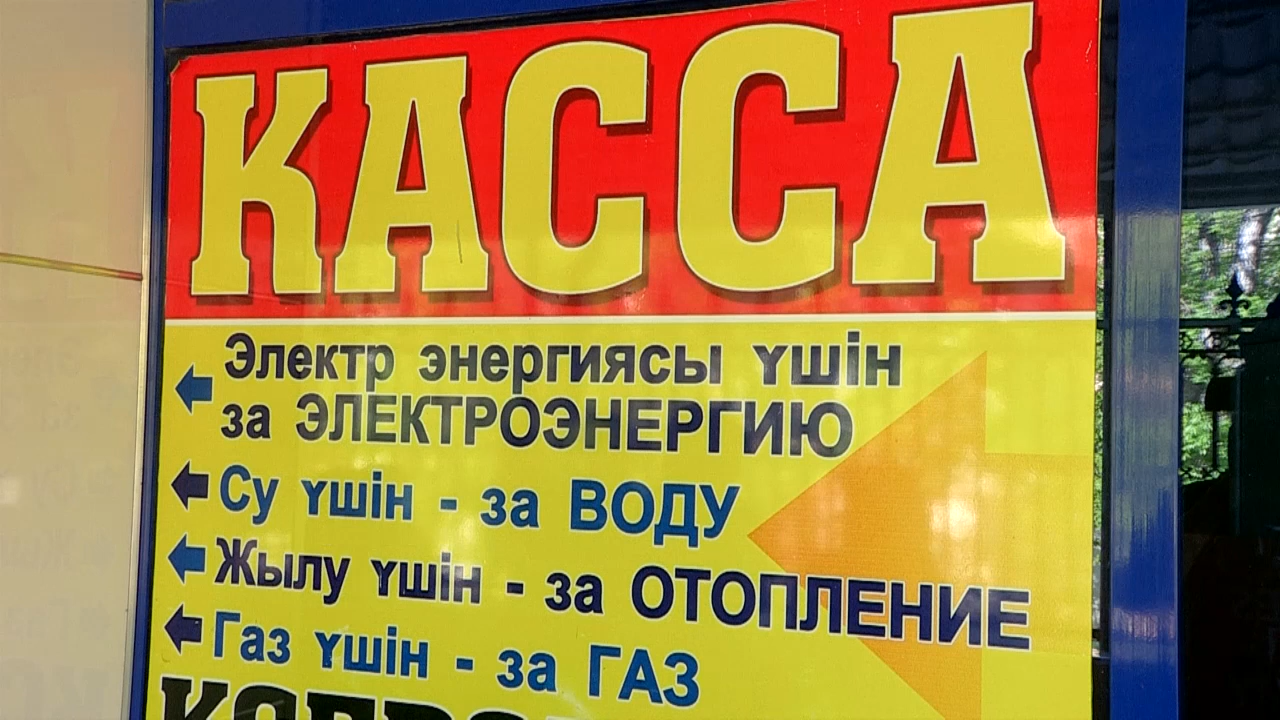 КАССА
Электр энергиясы үшін
за ЭЛЕКТРОЭНЕРГИЮ
Су үшін - за ВОДУ
Жылу үшін - за ОТОПЛЕНИЕ
Газ үшін - за ГАЗ